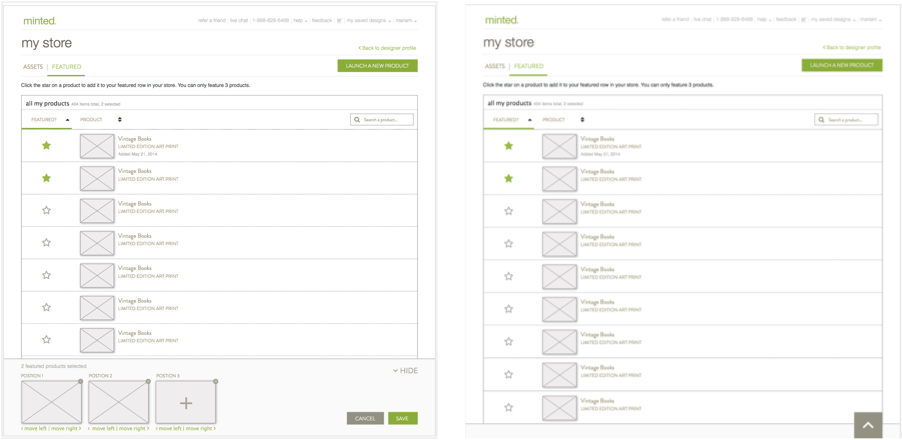 minted.
refer a friend | live chat | 1-888-828-6468 | help | feedback | my saved designs | mariam
my store
< Back to designer profile
ASSETS | FEATURED
LAUNCH A NEW PRODUCT
Click the star on a product to add it to your featured row in your store. You can only feature 3 products.
all my products 404 items total, 2 selected
FEATURED? PRODUCT Search a product...
Vintage Books
LIMITED EDITION ART PRINT
Added May 21, 2014
Vintage Books
LIMITED EDITION ART PRINT
Vintage Books
LIMITED EDITION ART PRINT
Vintage Books
LIMITED EDITION ART PRINT
Vintage Books
LIMITED EDITION ART PRINT
Vintage Books
LIMITED EDITION ART PRINT
Vintage Books
LIMITED EDITION ART PRINT
2 featured products selected
HIDE
POSTION 1 POSTION 2 POSTION 3
< move left | move right > < move left | move right > < move left | move right >
CANCEL SAVE
minted.
refer a friend | live chat | 1-888-828-6468 | help | feedback | my saved designs | mariam
my store
< Back to designer profile
ASSETS | FEATURED
LAUNCH A NEW PRODUCT
Click the star on a product to add it to your featured row in your store. You can only feature 3 products.
all my products 404 items total, 2 selected
FEATURED? PRODUCT Search a product...
Vintage Books
LIMITED EDITION ART PRINT
Added May 21, 2014
Vintage Books
LIMITED EDITION ART PRINT
Vintage Books
LIMITED EDITION ART PRINT
Vintage Books
LIMITED EDITION ART PRINT
Vintage Books
LIMITED EDITION ART PRINT
Vintage Books
LIMITED EDITION ART PRINT
Vintage Books
LIMITED EDITION ART PRINT
Vintage Books
LIMITED EDITION ART PRINT
Vintage Books
LIMITED EDITION ART PRINT